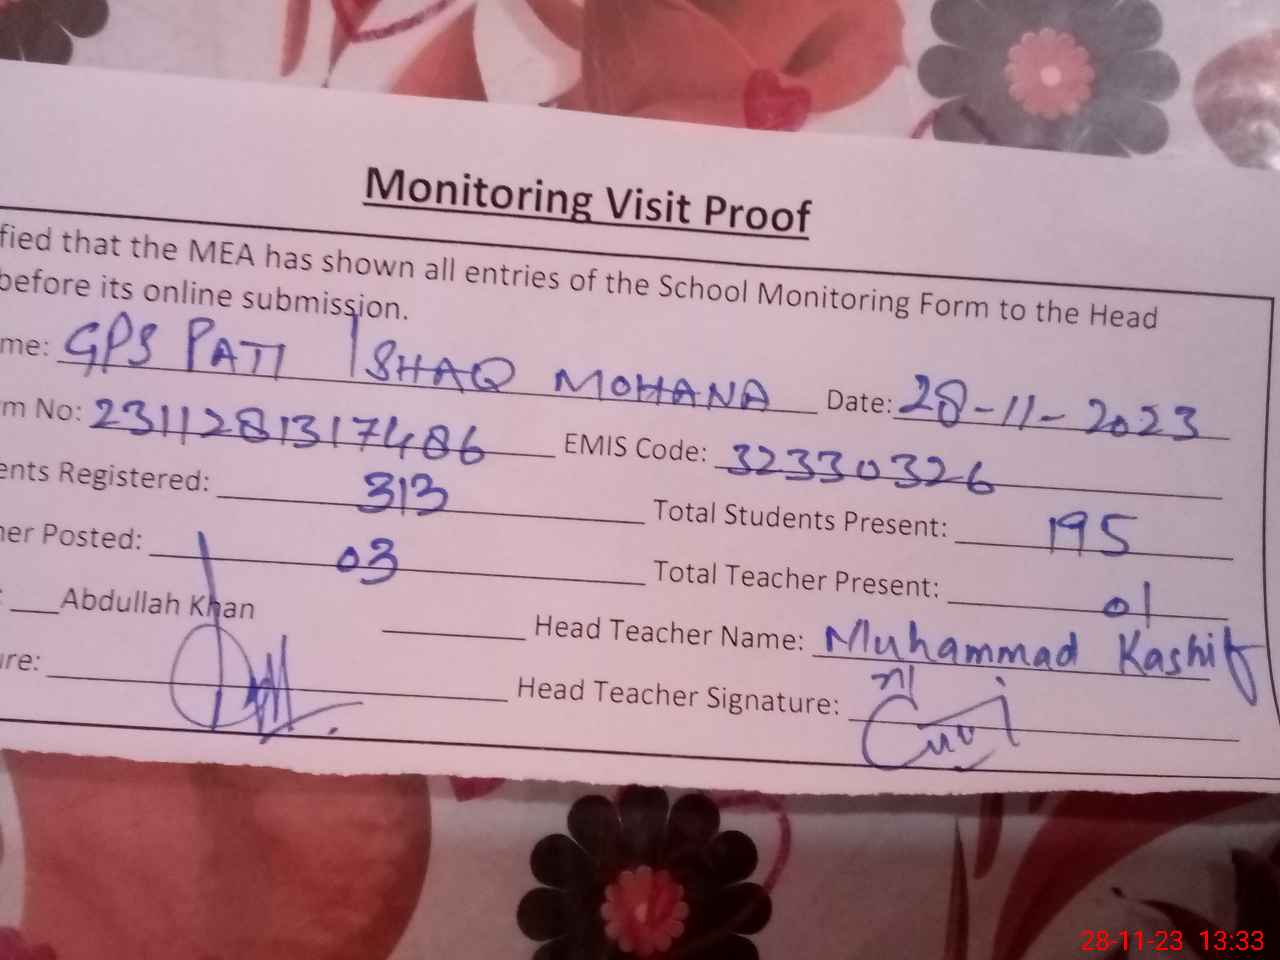 Monitoring Visit Proof
fied that the MEA has shown all entries of the School Monitoring Form to the Head
before its online submission.
me: GPS PATI ISHAQ MOHANA Date: 28-11-2023
m No: 2311281317486 EMIS Code: 32330326
ents Registered: 313 Total Students Present: 195
her Posted: 03 Total Teacher Present: 01
: Abdullah Khan Head Teacher Name: Muhammad Kashif
ure: Head Teacher Signature:
28-11-23 13:33